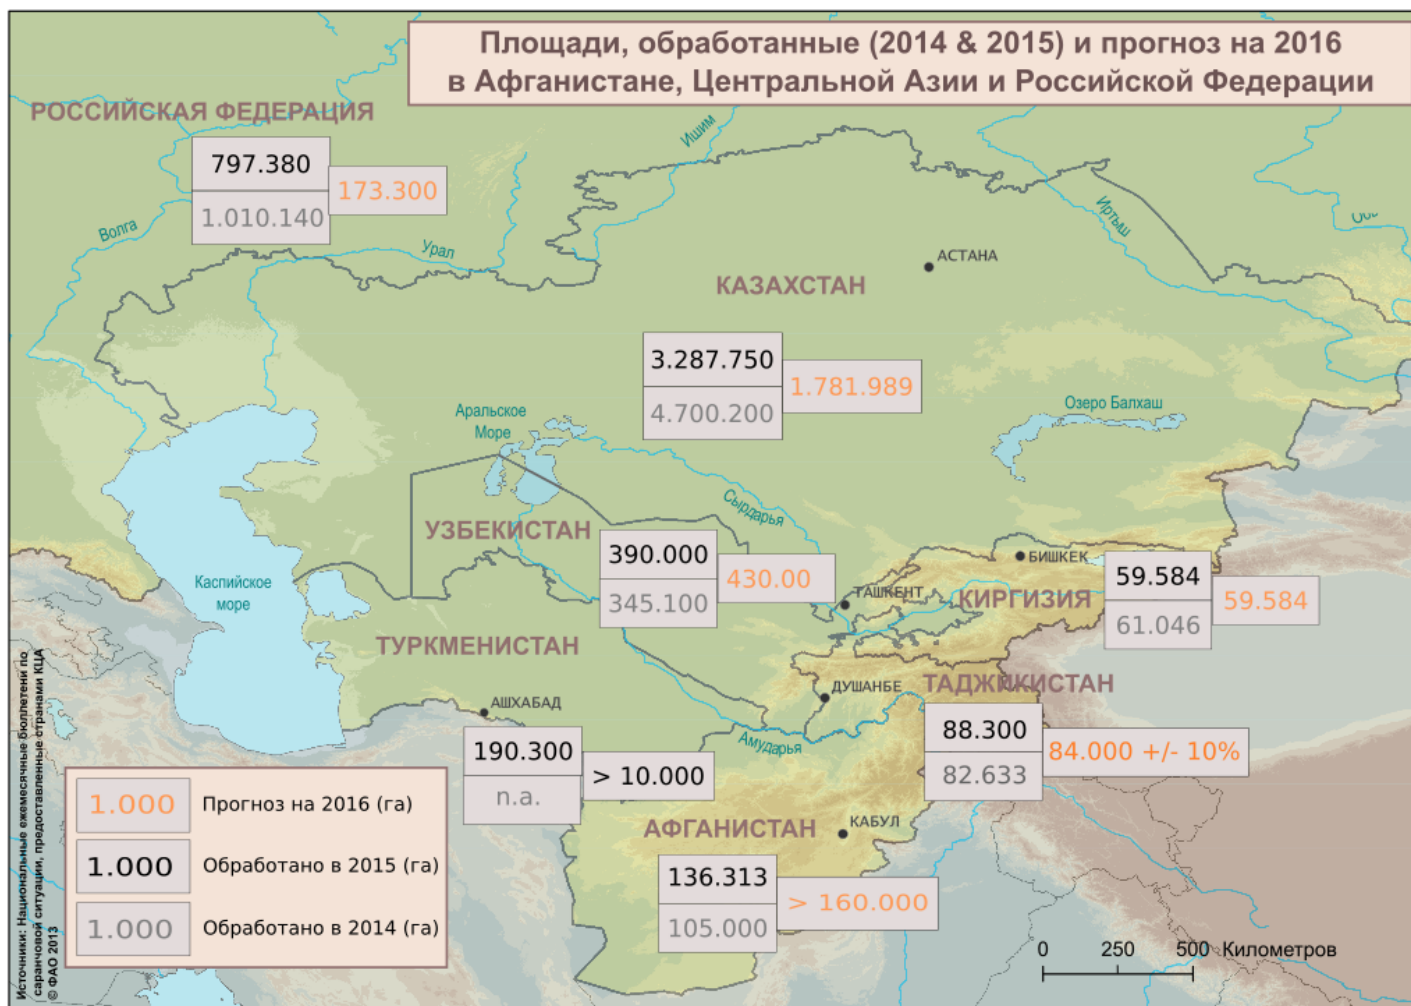 Площади, обработанные (2014 & 2015) и прогноз на 2016
в Афганистане, Центральной Азии и Российской Федерации
РОССИЙСКАЯ ФЕДЕРАЦИЯ
797.380
173.300
1.010.140
Волга
Урал
Ишим
Иртыш
АСТАНА
КАЗАХСТАН
3.287.750
1.781.989
4.700.200
Аральское
Море
Озеро Балхаш
Сырдарья
УЗБЕКИСТАН
390.000
430.00
345.100
БИШКЕК
ТАШКЕНТ
КИРГИЗИЯ
59.584
59.584
61.046
Каспийское
море
ТУРКМЕНИСТАН
АШХАБАД
190.300
> 10.000
n.a.
ДУШАНБЕ
ТАДЖИКИСТАН
88.300
84.000 +/- 10%
82.633
Амударья
АФГАНИСТАН
КАБУЛ
136.313
> 160.000
105.000
1.000 Прогноз на 2016 (га)
1.000 Обработано в 2015 (га)
1.000 Обработано в 2014 (га)
0 250 500 Километров
Источники: Национальные ежемесячные бюллетени по
саранчовой ситуации, предоставленные странами КЦА
© ФАО 2013